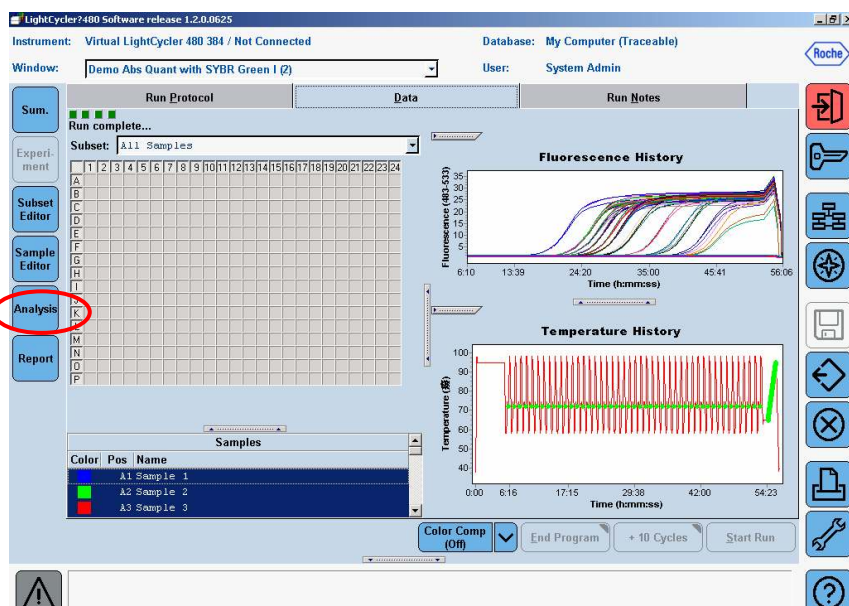 LightCycler?480 Software release 1.2.0.0625
Instrument: Virtual LightCycler 480 384 / Not Connected Database: My Computer (Traceable)
Window: Demo Abs Quant with SYBR Green I (2) User: System Admin
Roche
Run Protocol Data Run Notes
Sum.
Experi-
ment
Subset
Editor
Sample
Editor
Analysis
Report
Run complete...
Subset: All Samples
1 2 3 4 5 6 7 8 9 10 11 12 13 14 15 16 17 18 19 20 21 22 23 24
A
B
C
D
E
F
G
H
I
J
K
L
M
N
O
P
Samples
Color Pos Name
A1 Sample 1
A2 Sample 2
A3 Sample 3
Fluorescence History
Fluorescence (483-533)
35
30
25
20
15
10
5
6:10 13:39 24:20 35:00 45:41 56:06
Time (h:mm:ss)
Temperature History
Temperature (癈)
100
90
80
70
60
50
40
0:00 6:16 17:15 29:38 42:00 54:23
Time (h:mm:ss)
Color Comp
(Off)
End Program + 10 Cycles Start Run